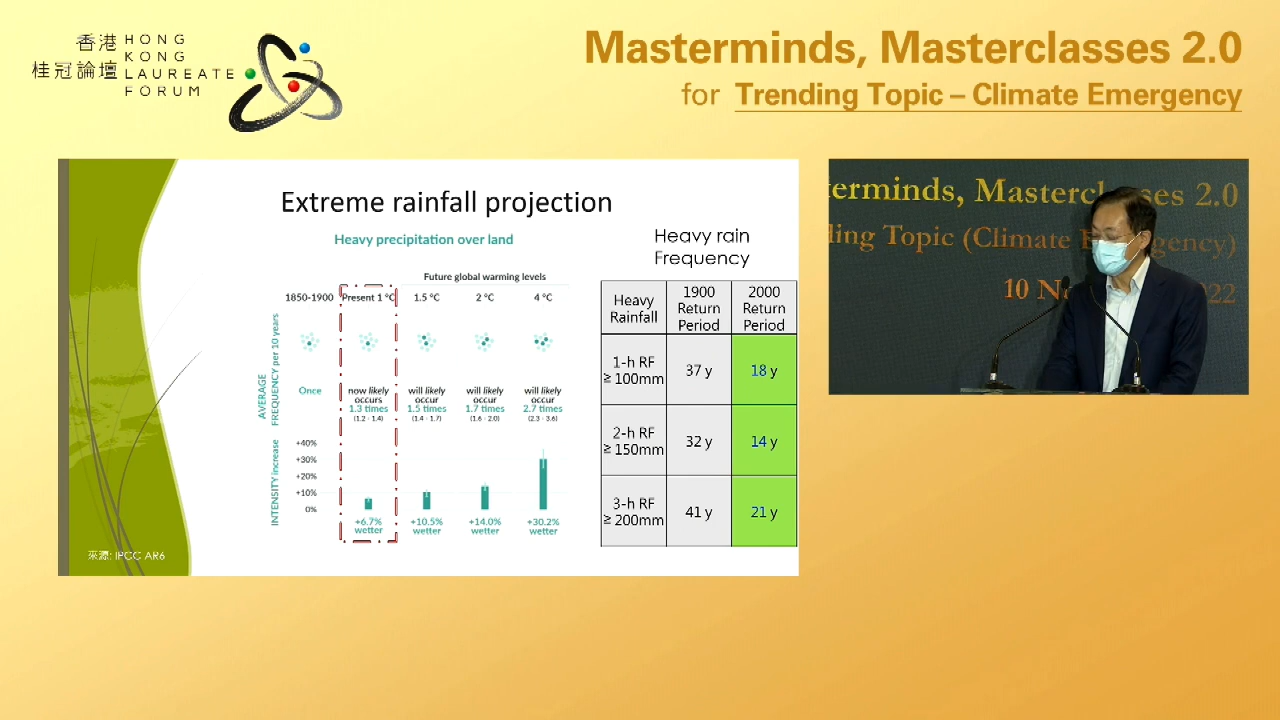 香港
桂冠論壇
HONG
KONG
LAUREATE
FORUM
Masterminds, Masterclasses 2.0
for Trending Topic – Climate Emergency
Extreme rainfall projection
Heavy precipitation over land
Future global warming levels
1850-1900 Present 1 °C 1.5 °C 2 °C 4 °C
AVERAGE
FREQUENCY per 10 years
Once
now likely
occurs
1.3 times
(1.2 - 1.4)
will likely
occur
1.5 times
(1.4 - 1.7)
will likely
occur
1.7 times
(1.6 - 2.0)
will likely
occur
2.7 times
(2.3 - 3.6)
INTENSITY increase
+40%
+30%
+20%
+10%
0%
+6.7%
wetter
+10.5%
wetter
+14.0%
wetter
+30.2%
wetter
來源: IPCC AR6
Heavy rain
Frequency
Heavy
Rainfall
1900
Return
Period
2000
Return
Period
1-h RF
≥ 100mm
37 y
18 y
2-h RF
≥ 150mm
32 y
14 y
3-h RF
≥ 200mm
41 y
21 y
terminds, Masterclasses 2.0
ding Topic (Climate Emergency)
10 No 2022